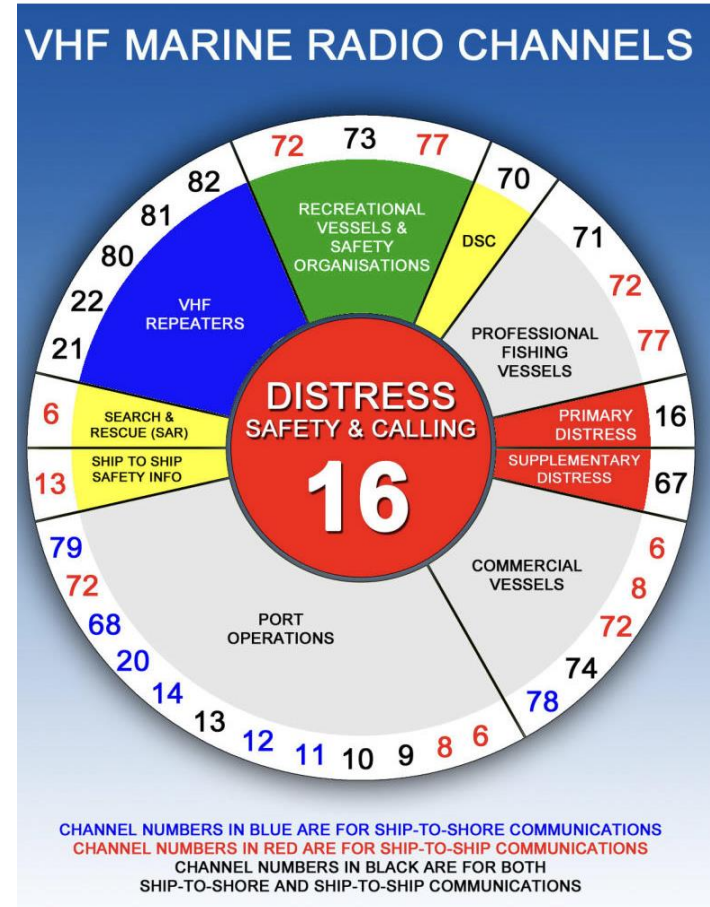 VHF MARINE RADIO CHANNELS
72 73 77
RECREATIONAL
VESSELS &
SAFETY
ORGANISATIONS
70
DSC
71
72
77
PROFESSIONAL
FISHING
VESSELS
16
PRIMARY
DISTRESS
67
SUPPLEMENTARY
DISTRESS
6
8
72
74
78
COMMERCIAL
VESSELS
6
8
9
10
11
12
13
14
20
68
72
79
PORT
OPERATIONS
13
SHIP TO SHIP
SAFETY INFO
6
SEARCH &
RESCUE (SAR)
21
22
80
81
82
VHF
REPEATERS
DISTRESS
SAFETY & CALLING
16
CHANNEL NUMBERS IN BLUE ARE FOR SHIP-TO-SHORE COMMUNICATIONS
CHANNEL NUMBERS IN RED ARE FOR SHIP-TO-SHIP COMMUNICATIONS
CHANNEL NUMBERS IN BLACK ARE FOR BOTH
SHIP-TO-SHORE AND SHIP-TO-SHIP COMMUNICATIONS